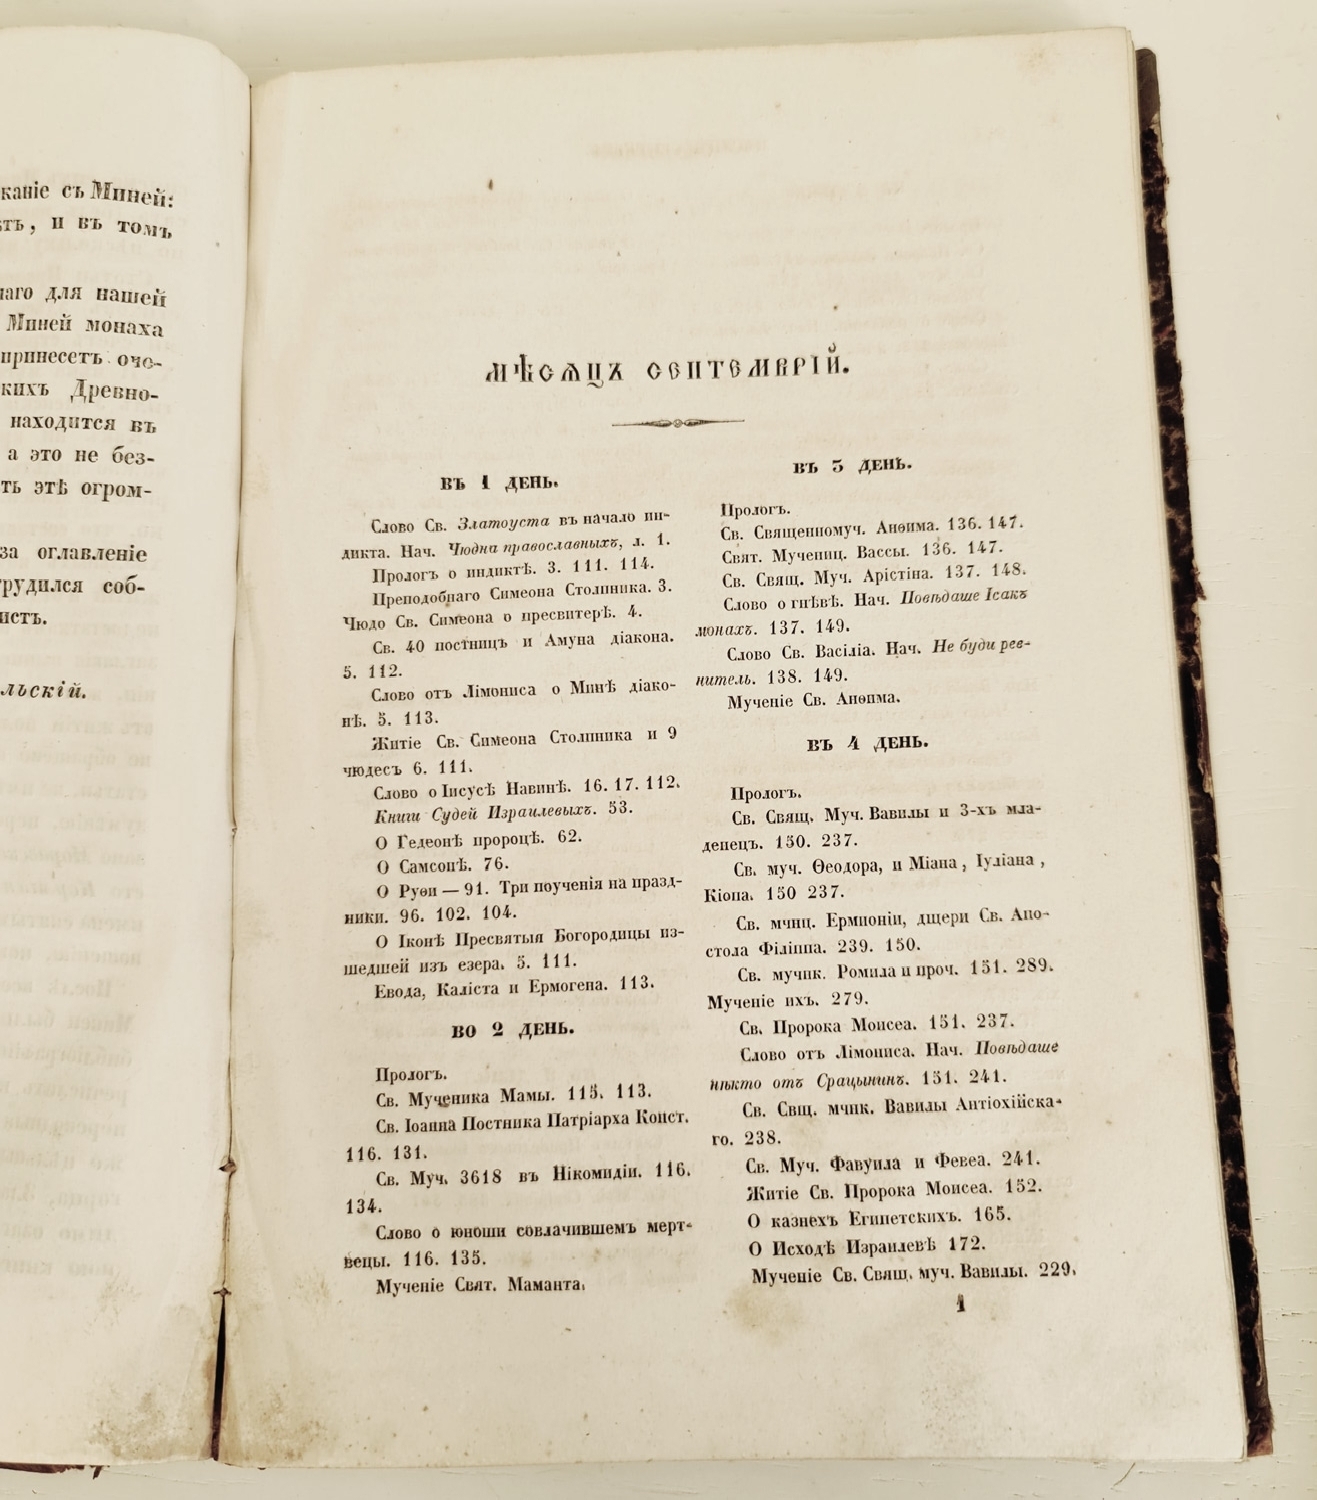 каніе съ Миней:
сть, и въ томъ
наго для нашей
Миней монаха
принесетъ оче-
кихъ Древно-
находится въ
а это не без-
ть этѣ огром-
за оглавленіе
трудился соб-
истъ.
льскій.
МѢСѦЦЪ СЕПТЕМВРІЙ.
ВЪ 1 ДЕНЬ.
Слово Св. Златоуста въ начало ин-
дикта. Нач. Чюдна православныхъ, л. 1.
Прологъ о индиктѣ. 3. 111. 114.
Преподобнаго Симеона Столпника. 3.
Чюдо Св. Симеона о пресвитерѣ. 4.
Св. 40 постницъ и Амуна діакона.
5. 112.
Слово отъ Лімониса о Минѣ діако-
нѣ. 5. 113.
Житіе Св. Симеона Столпника и 9
чюдесъ 6. 111.
Слово о Іисусѣ Навинѣ. 16. 17. 112.
Книги Судей Израилевыхъ. 53.
О Гедеонѣ пророцѣ. 62.
О Самсонѣ. 76.
О Руѳи — 91. Три поученія на празд-
ники. 96. 102. 104.
О Іконѣ Пресвятыя Богородицы из-
шедшей изъ езера. 5. 111.
Евода, Каліста и Ермогена. 113.
ВО 2 ДЕНЬ.
Прологъ.
Св. Мученика Мамы. 115. 113.
Св. Іоанна Постника Патріарха Конст.
116. 131.
Св. Муч. 3618 въ Нікомидіи. 116.
134.
Слово о юноши совлачившемъ мерт-
вецы. 116. 135.
Мученіе Свят. Маманта.
ВЪ 3 ДЕНЬ.
Прологъ.
Св. Священномуч. Анѳима. 136. 147.
Свят. Мучениц. Вассы. 136. 147.
Св. Свящ. Муч. Арістіна. 137. 148.
Слово о гнѣвѣ. Нач. Повѣдаше Ісакъ
монахъ. 137. 149.
Слово Св. Васіліа. Нач. Не буди рев-
нитель. 138. 149.
Мученіе Св. Анѳима.
ВЪ 4 ДЕНЬ.
Прологъ.
Св. Свящ. Муч. Вавилы и 3-хъ мла-
денецъ. 150. 237.
Св. муч. Ѳеодора, и Міана, Іуліана,
Кіона. 150 237.
Св. мчнц. Ермионіи, дщери Св. Апо-
стола Філіппа. 239. 150.
Св. мучнк. Ромила и проч. 151. 289.
Мученіе ихъ. 279.
Св. Пророка Моисеа. 151. 237.
Слово отъ Лімониса. Нач. Повѣдаше
нѣкто отъ Срацынинъ. 151. 241.
Св. Свщ. мчнк. Вавилы Антіохійска-
го. 238.
Св. Муч. Фавуила и Февеа. 241.
Житіе Св. Пророка Моисеа. 152.
О казнехъ Египетскихъ. 165.
О Исходѣ Израилевѣ 172.
Мученіе Св. Свящ. муч. Вавилы. 229.
1